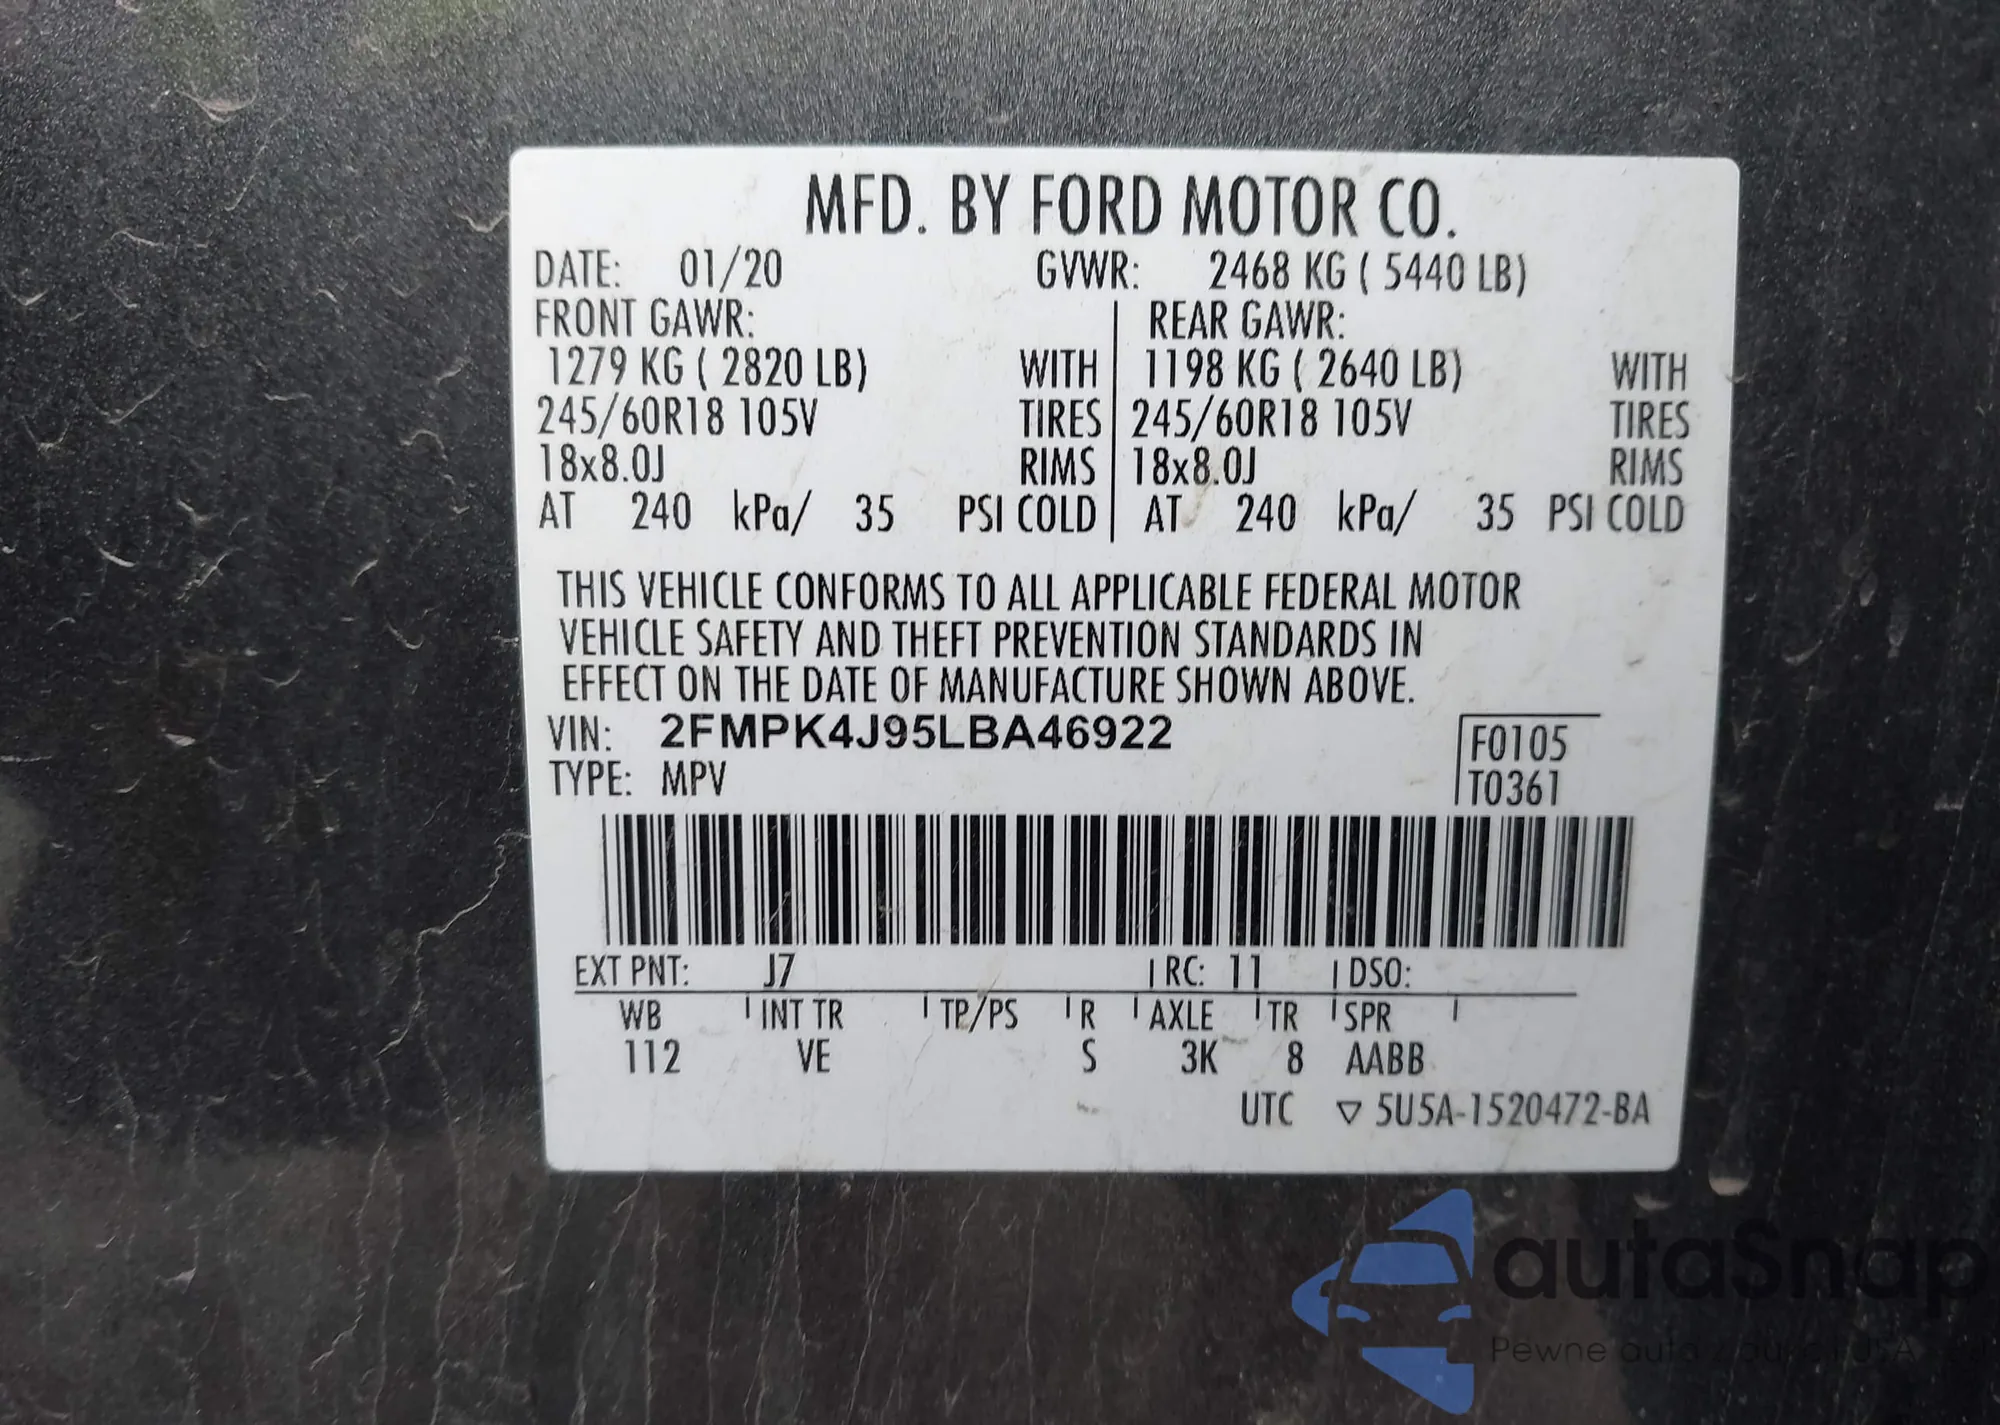 MFD. BY FORD MOTOR CO.
DATE: 01/20 GVWR: 2468 KG ( 5440 LB)
FRONT GAWR: REAR GAWR:
1279 KG ( 2820 LB) WITH 1198 KG ( 2640 LB) WITH
245/60R18 105V TIRES 245/60R18 105V TIRES
18x8.0J RIMS 18x8.0J RIMS
AT 240 kPa/ 35 PSI COLD AT 240 kPa/ 35 PSI COLD
THIS VEHICLE CONFORMS TO ALL APPLICABLE FEDERAL MOTOR
VEHICLE SAFETY AND THEFT PREVENTION STANDARDS IN
EFFECT ON THE DATE OF MANUFACTURE SHOWN ABOVE.
VIN: 2FMPK4J95LBA46922 F0105
TYPE: MPV T0361
EXT PNT: J7 RC: 11 DSO:
WB INT TR TP/PS R AXLE TR SPR
112 VE S 3K 8 AABB
UTC ▽ 5U5A-1520472-BA
autaSnap
Pewne auto z USA